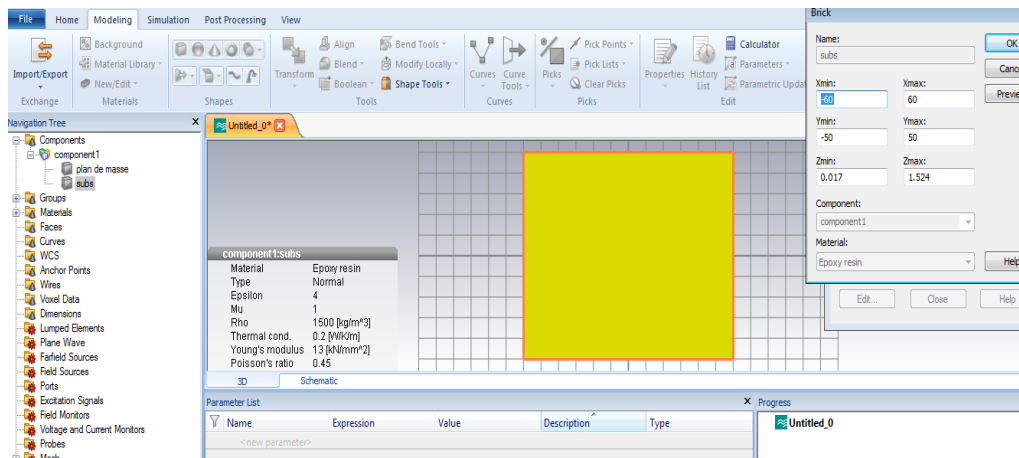 File Home Modeling Simulation Post Processing View
Import/Export
Exchange
Background
Material Library
New/Edit
Materials
Shapes
Transform
Align
Blend
Boolean
Bend Tools
Modify Locally
Shape Tools
Tools
Curves
Curve Tools
Curves
Picks
Pick Points
Pick Lists
Clear Picks
Picks
Properties
History List
Calculator
Parameters
Parametric Updat
Edit
Navigation Tree X
Components
component1
plan de masse
subs
Groups
Materials
Faces
Curves
WCS
Anchor Points
Wires
Voxel Data
Dimensions
Lumped Elements
Plane Wave
Farfield Sources
Field Sources
Ports
Excitation Signals
Field Monitors
Voltage and Current Monitors
Probes
Untitled_0*
component1:subs
Material Epoxy resin
Type Normal
Epsilon 4
Mu 1
Rho 1500 [kg/m^3]
Thermal cond. 0.2 [W/K/m]
Young's modulus 13 [kN/mm^2]
Poisson's ratio 0.45
3D Schematic
Parameter List X
Name Expression Value Description Type
<new parameter>
Progress
Untitled_0
Brick
Name:
subs
OK
Xmin: Xmax:
-60 60
Cance
Preview
Ymin: Ymax:
-50 50
Zmin: Zmax:
0.017 1.524
Component:
component1
Material:
Epoxy resin
Help
Edit... Close Help